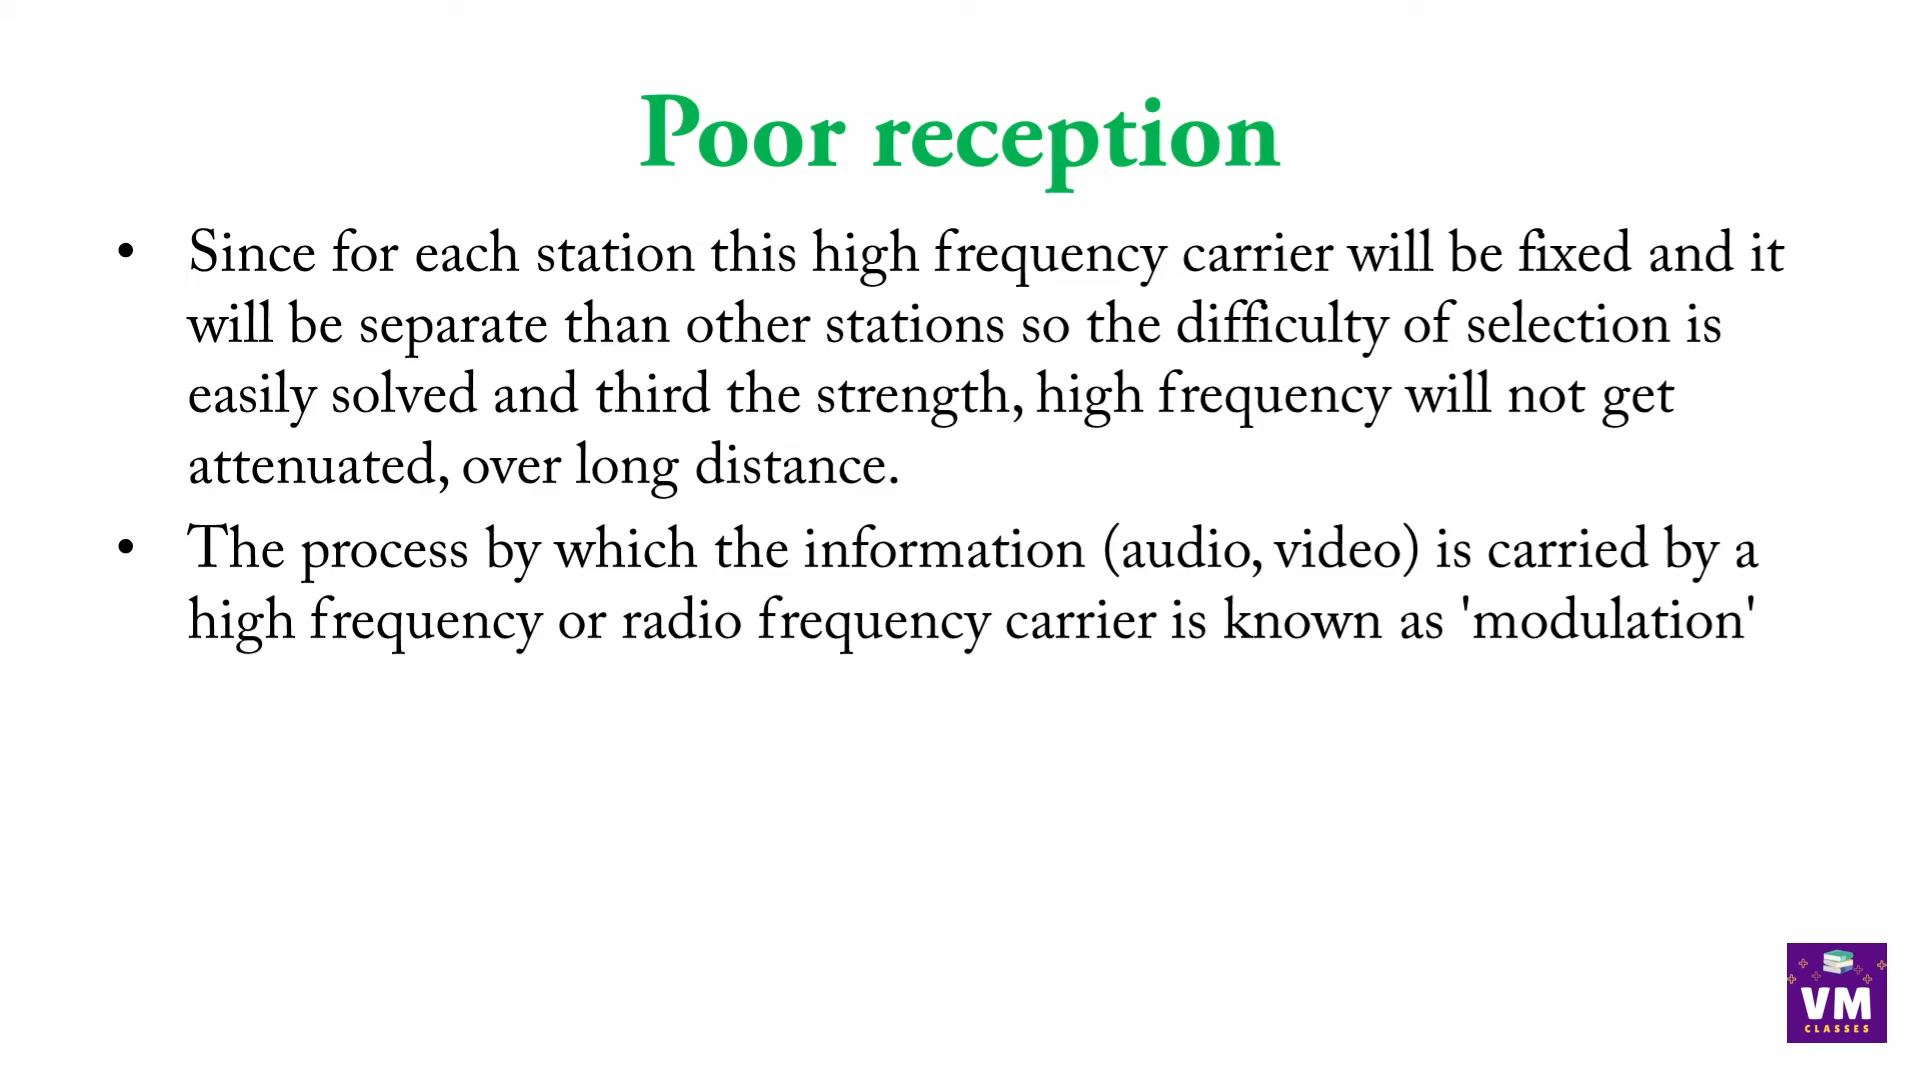 Poor reception
• Since for each station this high frequency carrier will be fixed and it
will be separate than other stations so the difficulty of selection is
easily solved and third the strength, high frequency will not get
attenuated, over long distance.
• The process by which the information (audio, video) is carried by a
high frequency or radio frequency carrier is known as 'modulation'
VM
CLASSES